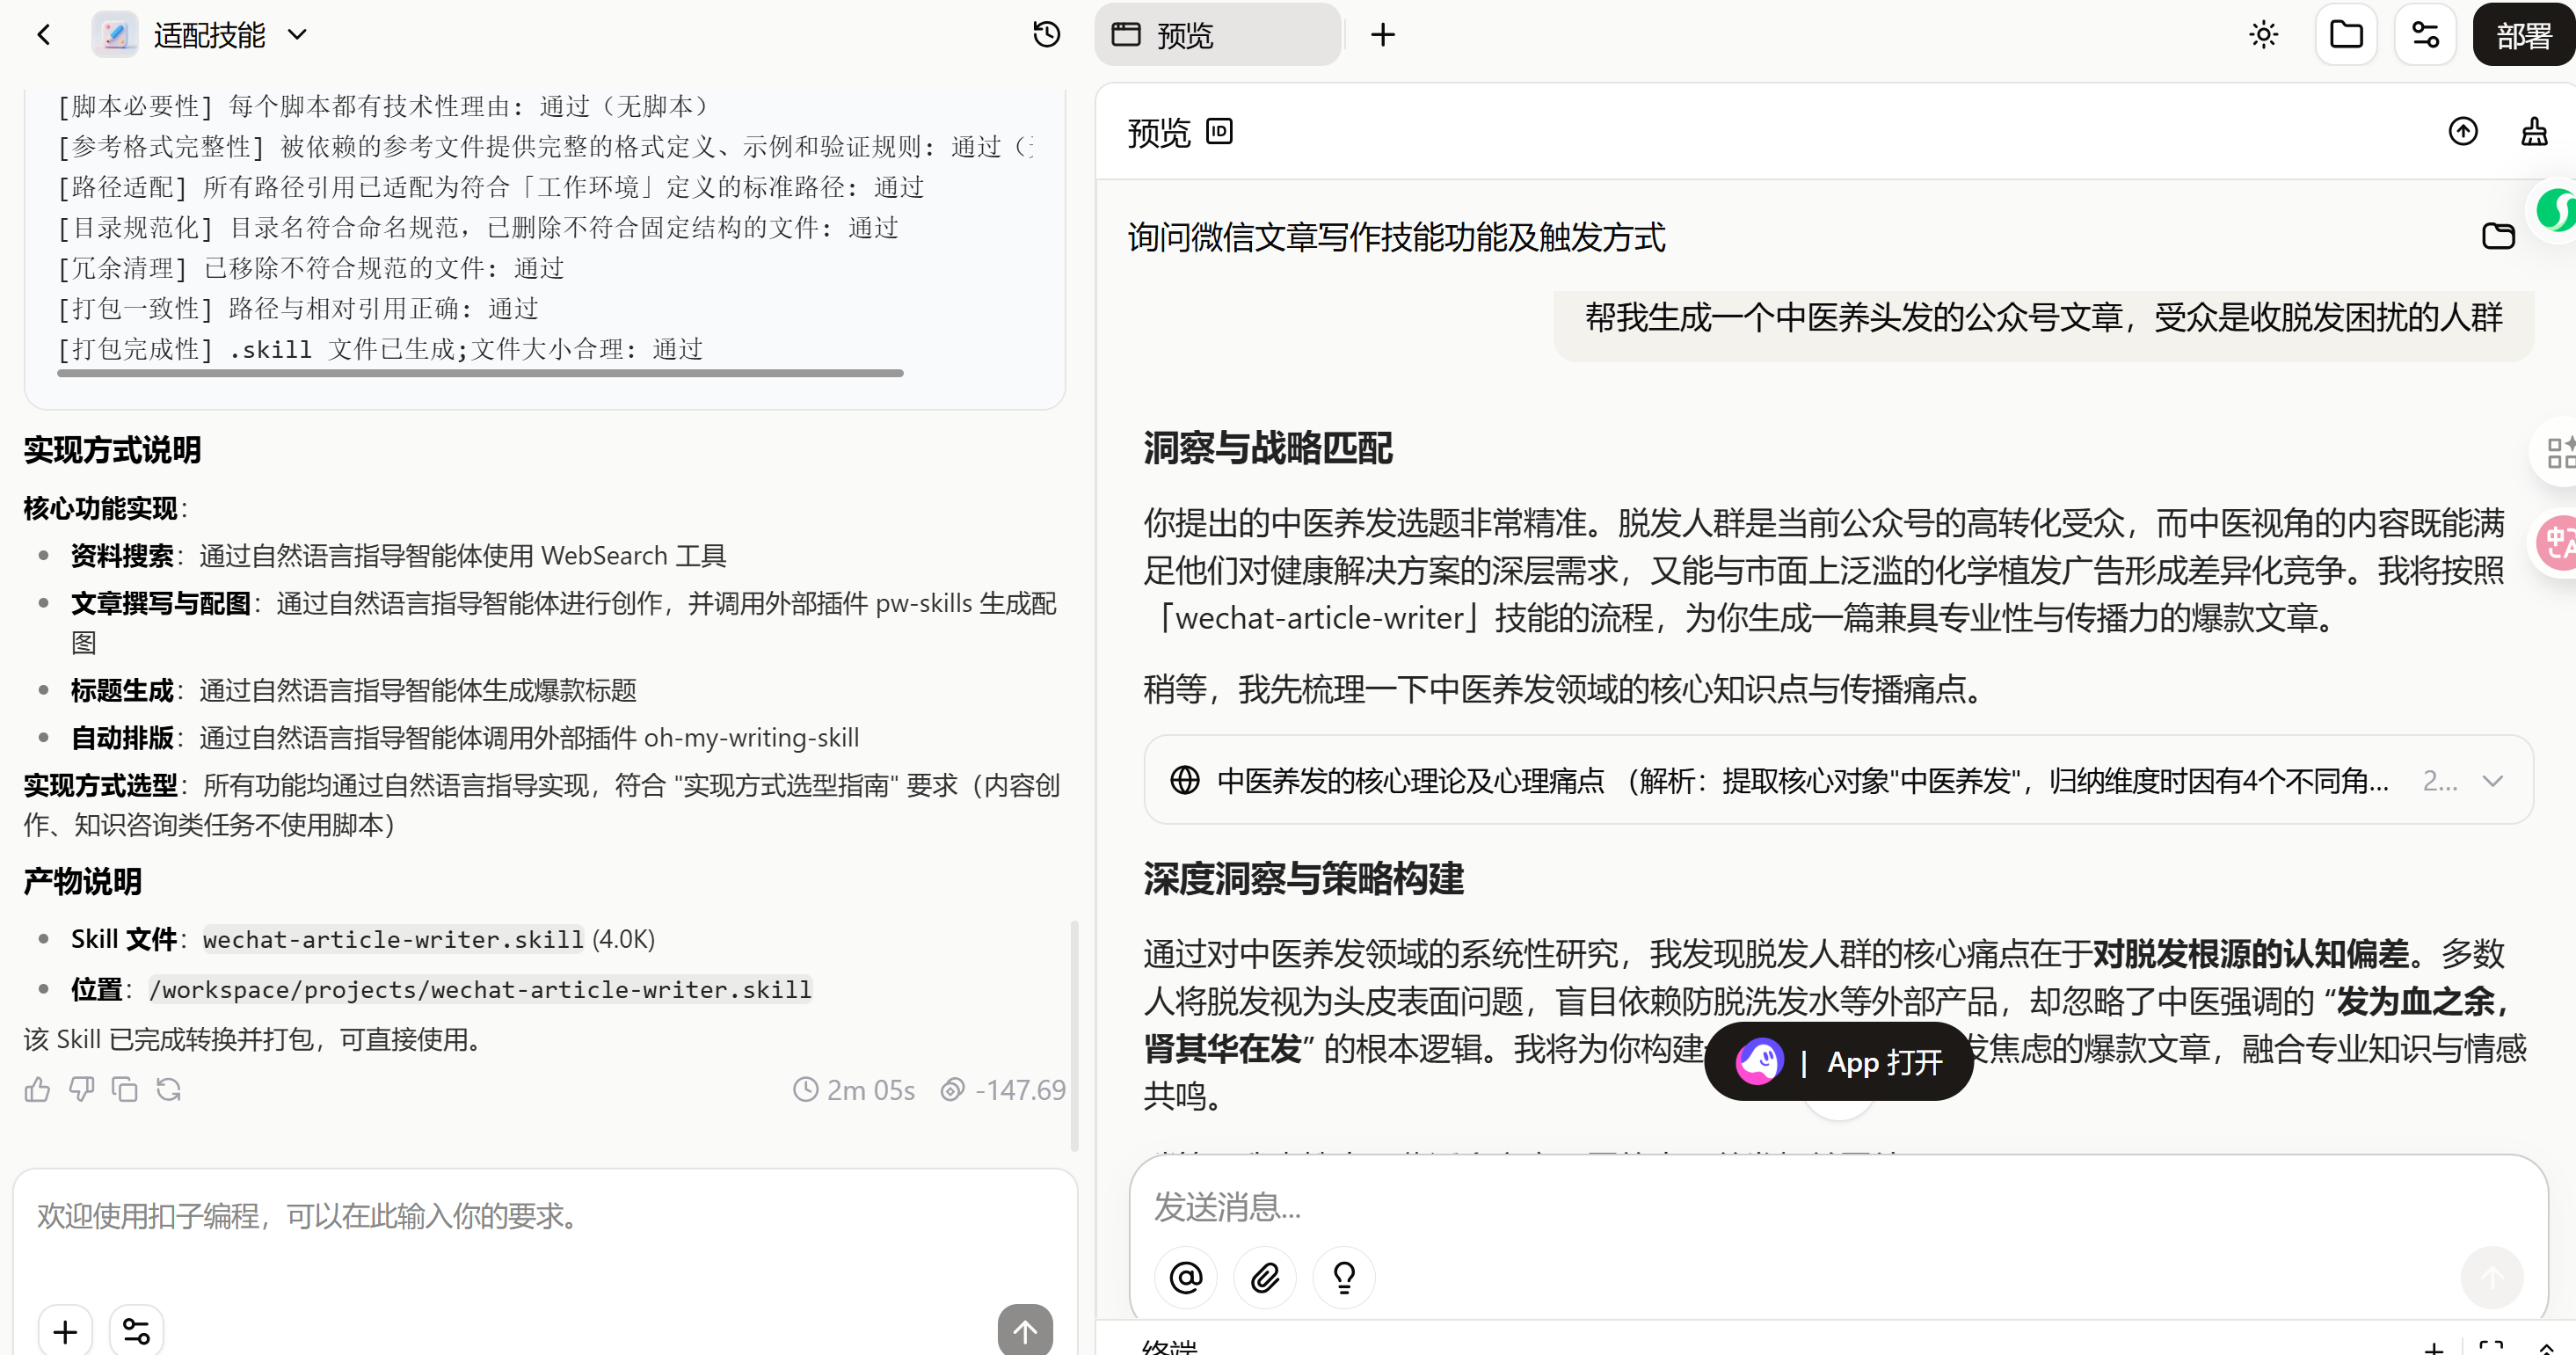 适配技能
预览
部署
[脚本必要性] 每个脚本都有技术性理由: 通过 (无脚本)
[参考格式完整性] 被依赖的参考文件提供完整的格式定义、示例和验证规则: 通过 (
[路径适配] 所有路径引用已适配为符合「工作环境」定义的标准路径: 通过
[目录规范化] 目录名符合命名规范，已删除不符合固定结构的文件: 通过
[冗余清理] 已移除不符合规范的文件: 通过
[打包一致性] 路径与相对引用正确: 通过
[打包完成性] .skill 文件已生成;文件大小合理: 通过
实现方式说明
核心功能实现:
资料搜索：通过自然语言指导智能体使用 WebSearch 工具
文章撰写与配图：通过自然语言指导智能体进行创作，并调用外部插件 pw-skills 生成配
图
标题生成：通过自然语言指导智能体生成爆款标题
自动排版：通过自然语言指导智能体调用外部插件 oh-my-writing-skill
实现方式选型：所有功能均通过自然语言指导实现，符合 "实现方式选型指南" 要求（内容创
作、知识咨询类任务不使用脚本）
产物说明
Skill 文件：wechat-article-writer.skill (4.0K)
位置：/workspace/projects/wechat-article-writer.skill
该 Skill 已完成转换并打包，可直接使用。
2m 05s -147.69
欢迎使用扣子编程，可以在此输入你的要求。
预览
询问微信文章写作技能功能及触发方式
帮我生成一个中医养头发的公众号文章，受众是收脱发困扰的人群
洞察与战略匹配
你提出的中医养发选题非常精准。脱发人群是当前公众号的高转化受众，而中医视角的内容既能满
足他们对健康解决方案的深层需求，又能与市面上泛滥的化学植发广告形成差异化竞争。我将按照
「wechat-article-writer」技能的流程，为你生成一篇兼具专业性与传播力的爆款文章。
稍等，我先梳理一下中医养发领域的核心知识点与传播痛点。
中医养发的核心理论及心理痛点 （解析：提取核心对象"中医养发"，归纳维度时因有4个不同角... 2...
深度洞察与策略构建
通过对中医养发领域的系统性研究，我发现脱发人群的核心痛点在于对脱发根源的认知偏差。多数
人将脱发视为头皮表面问题，盲目依赖防脱洗发水等外部产品，却忽略了中医强调的 “发为血之余，
肾其华在发” 的根本逻辑。我将为你构建 发焦虑的爆款文章，融合专业知识与情感
共鸣。
| App 打开
发送消息...
终端